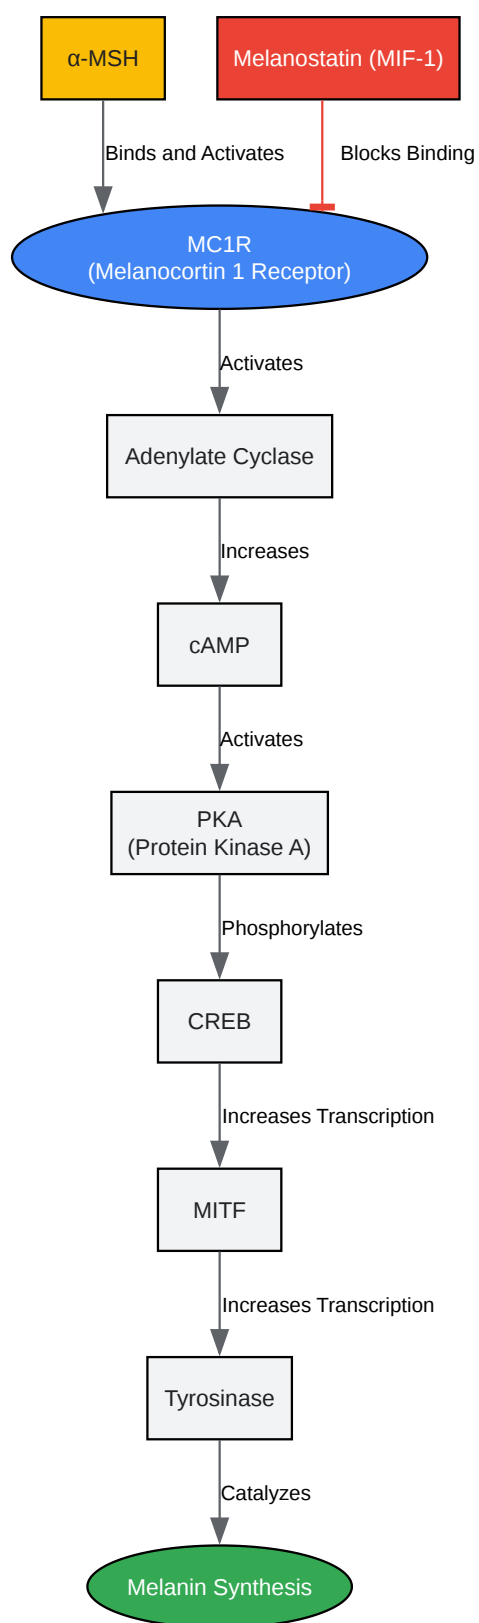 α-MSH
Melanostatin (MIF-1)
Binds and Activates
Blocks Binding
MC1R
(Melanocortin 1 Receptor)
Activates
Adenylate Cyclase
Increases
cAMP
Activates
PKA
(Protein Kinase A)
Phosphorylates
CREB
Increases Transcription
MITF
Increases Transcription
Tyrosinase
Catalyzes
Melanin Synthesis